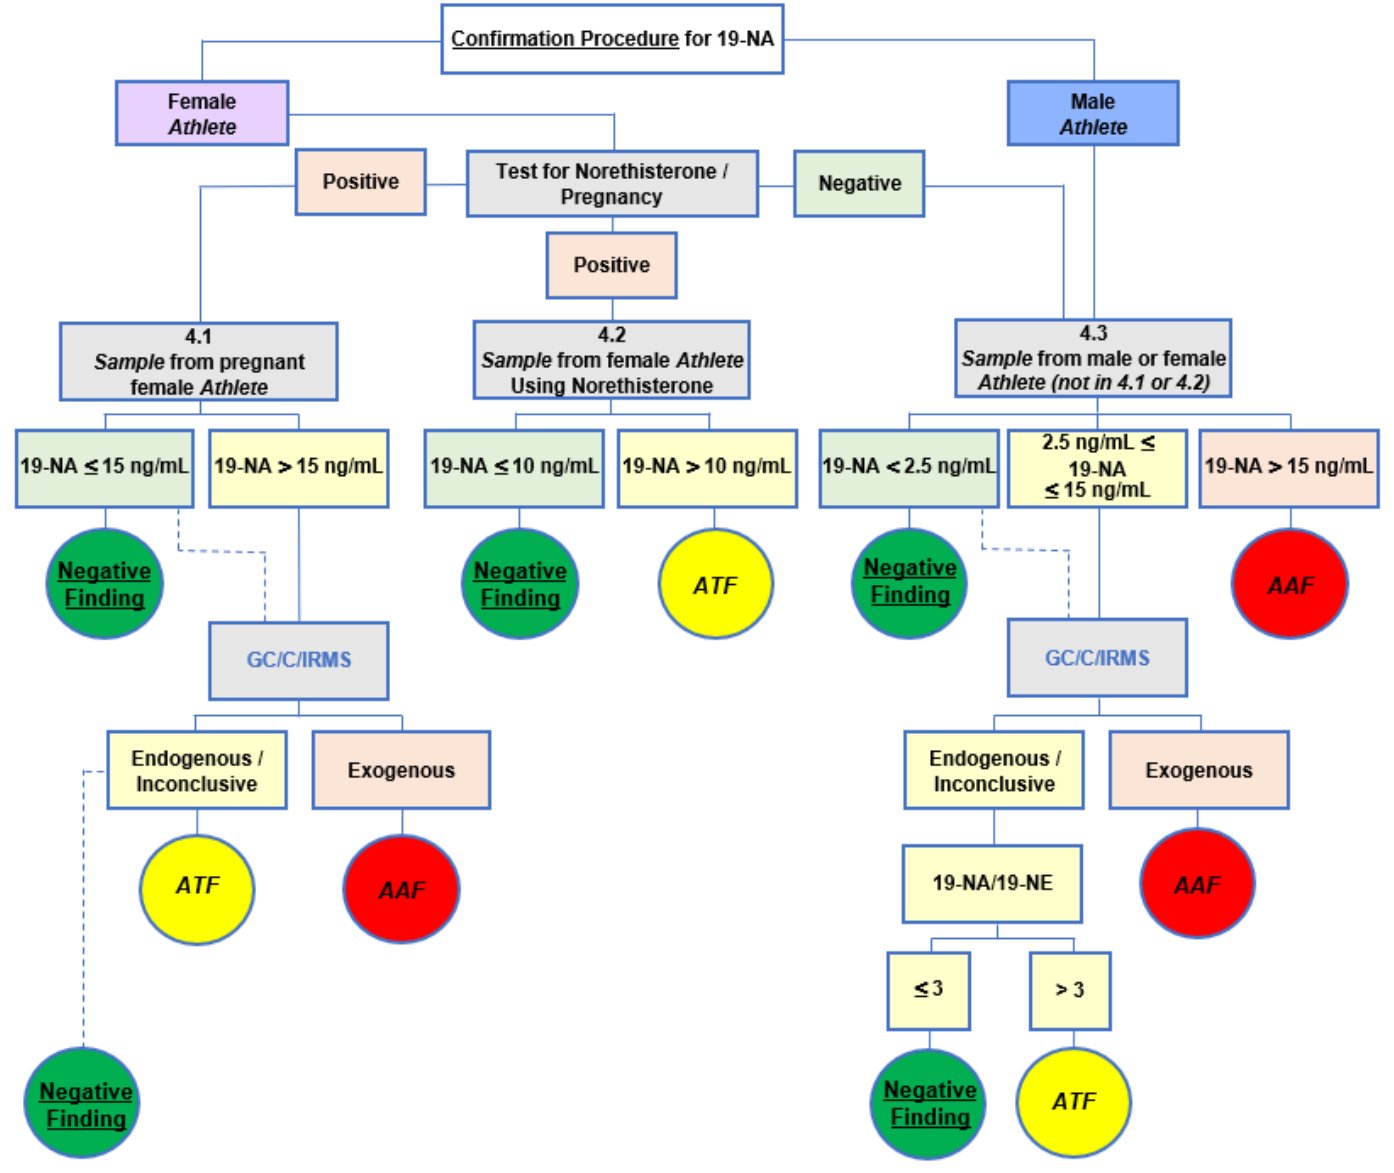 Confirmation Procedure for 19-NA
Female
Athlete
Male
Athlete
Positive
Test for Norethisterone /
Pregnancy
Negative
Positive
4.1
Sample from pregnant
female Athlete
4.2
Sample from female Athlete
Using Norethisterone
4.3
Sample from male or female
Athlete (not in 4.1 or 4.2)
19-NA ≤ 15 ng/mL
19-NA > 15 ng/mL
19-NA ≤ 10 ng/mL
19-NA > 10 ng/mL
19-NA < 2.5 ng/mL
2.5 ng/mL ≤
19-NA
≤ 15 ng/mL
19-NA > 15 ng/mL
Negative
Finding
Negative
Finding
ATF
Negative
Finding
AAF
GC/C/IRMS
GC/C/IRMS
Endogenous /
Inconclusive
Exogenous
Endogenous /
Inconclusive
Exogenous
ATF
AAF
19-NA/19-NE
AAF
≤ 3
> 3
Negative
Finding
Negative
Finding
ATF